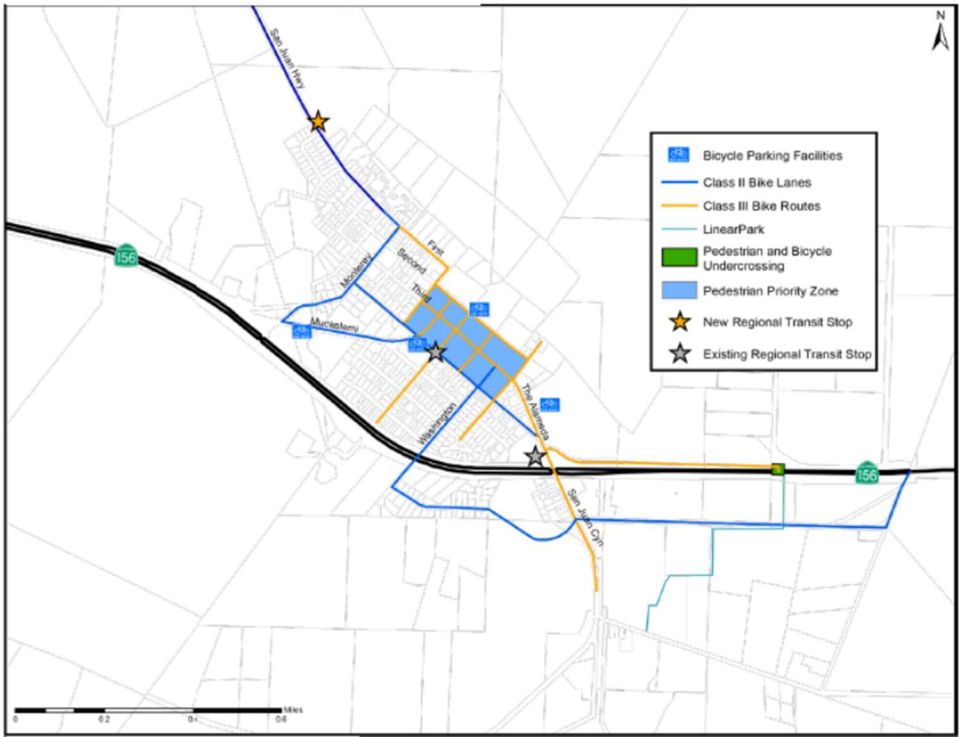 N
San Juan Hwy
Bicycle Parking Facilities
Class II Bike Lanes
Class III Bike Routes
LinearPark
Pedestrian and Bicycle
Undercrossing
Pedestrian Priority Zone
New Regional Transit Stop
Existing Regional Transit Stop
156
First
Second
Monterey
Third
Muckelemi
The Alameda
Washington
156
San Juan Cyn
Miles
0
0.2
0.4
0.6